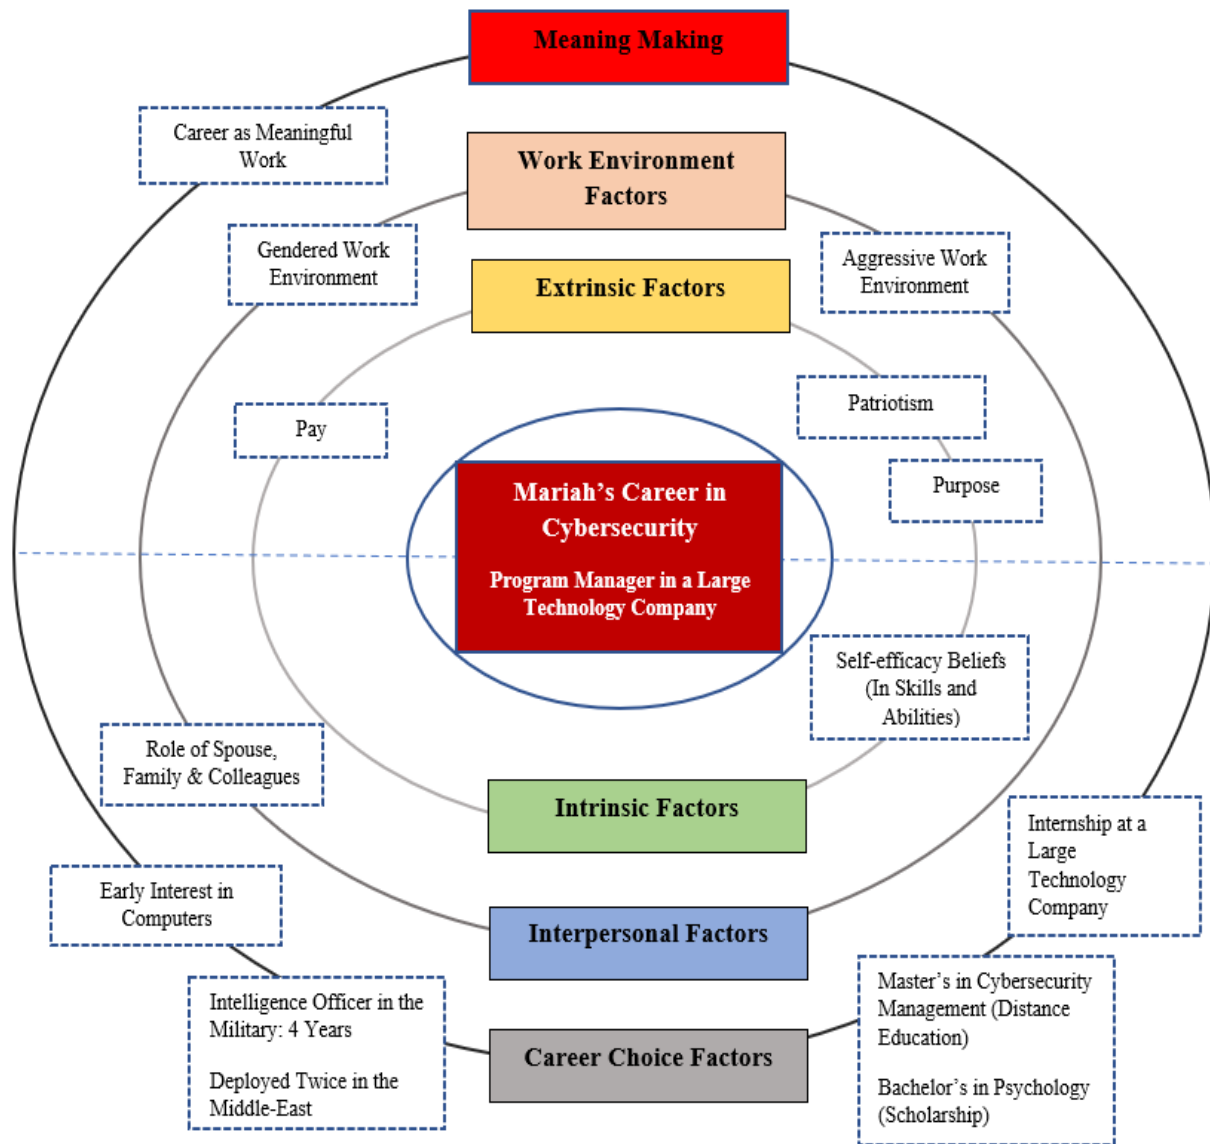 Meaning Making
Career as Meaningful
Work
Work Environment
Factors
Gendered Work
Environment
Aggressive Work
Environment
Extrinsic Factors
Pay
Patriotism
Purpose
Mariah’s Career in
Cybersecurity
Program Manager in a Large
Technology Company
Self-efficacy Beliefs
(In Skills and
Abilities)
Role of Spouse,
Family & Colleagues
Intrinsic Factors
Internship at a
Large
Technology
Company
Early Interest in
Computers
Interpersonal Factors
Intelligence Officer in the
Military: 4 Years
Deployed Twice in the
Middle-East
Master’s in Cybersecurity
Management (Distance
Education)
Bachelor’s in Psychology
(Scholarship)
Career Choice Factors